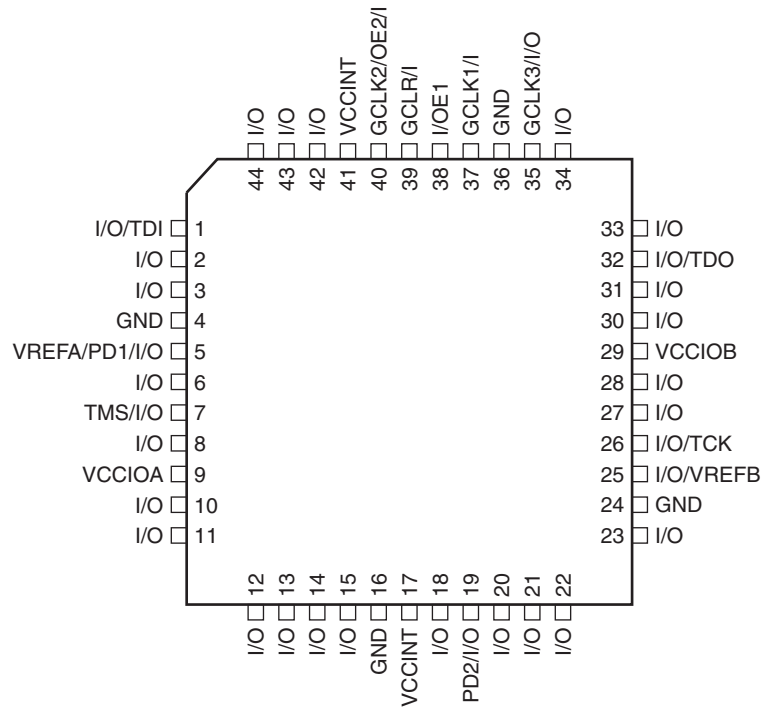 I/O
I/O
I/O
VCCINT
GCLK2/OE2/I
GCLR/I
I/OE1
GCLK1/I
GND
GCLK3/I/O
I/O
44
43
42
41
40
39
38
37
36
35
34
I/O/TDI 1
I/O 2
I/O 3
GND 4
VREFA/PD1/I/O 5
I/O 6
TMS/I/O 7
I/O 8
VCCIOA 9
I/O 10
I/O 11
33 I/O
32 I/O/TDO
31 I/O
30 I/O
29 VCCIOB
28 I/O
27 I/O
26 I/O/TCK
25 I/O/VREFB
24 GND
23 I/O
12
13
14
15
16
17
18
19
20
21
22
I/O
I/O
I/O
I/O
GND
VCCINT
I/O
PD2/I/O
I/O
I/O
I/O